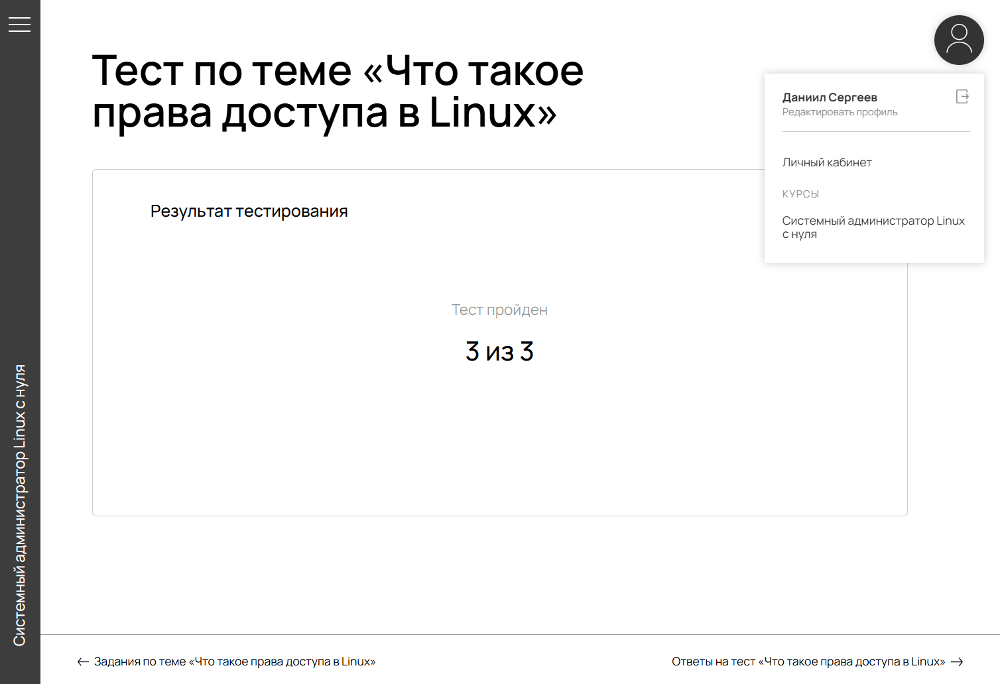 Тест по теме «Что такое
права доступа в Linux»
Даниил Сергеев
Редактировать профиль
Личный кабинет
КУРСЫ
Системный администратор Linux
с нуля
Результат тестирования
Тест пройден
3 из 3
Системный администратор Linux с нуля
← Задания по теме «Что такое права доступа в Linux»
Ответы на тест «Что такое права доступа в Linux» →